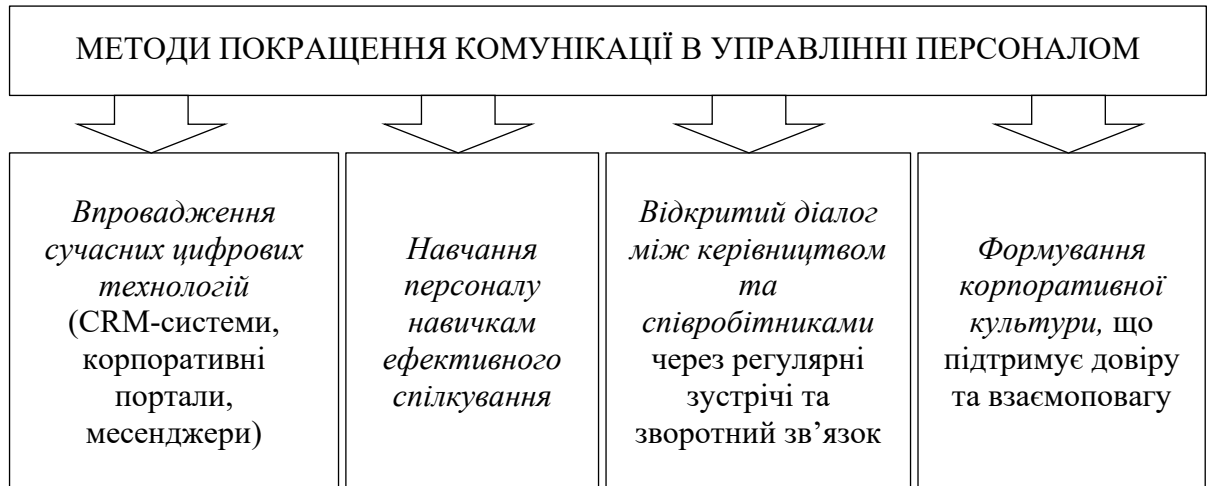 МЕТОДИ ПОКРАЩЕННЯ КОМУНІКАЦІЇ В УПРАВЛІННІ ПЕРСОНАЛОМ
Впровадження
сучасних цифрових
технологій
(CRM-системи,
корпоративні
портали,
месенджери)
Навчання
персоналу
навичкам
ефективного
спілкування
Відкритий діалог
між керівництвом
та
співробітниками
через регулярні
зустрічі та
зворотний зв’язок
Формування
корпоративної
культури, що
підтримує довіру
та взаємоповагу